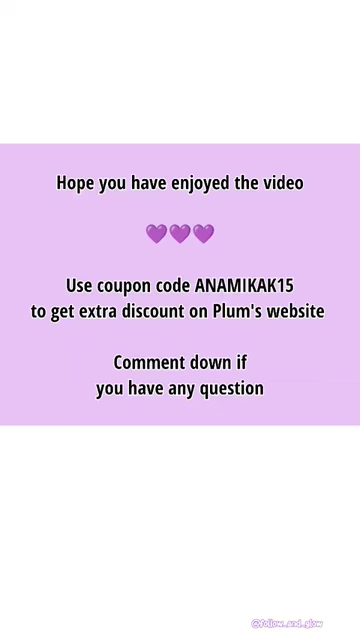 Hope you have enjoyed the video
💜💜💜
Use coupon code ANAMIKAK15
to get extra discount on Plum's website
Comment down if
you have any question
@follow_and_glow